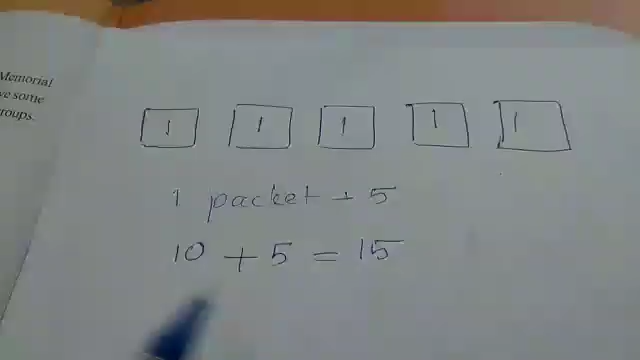 Memorial
ve some
roups.
1 1 1 1 1
1 packet + 5
10 + 5 = 15